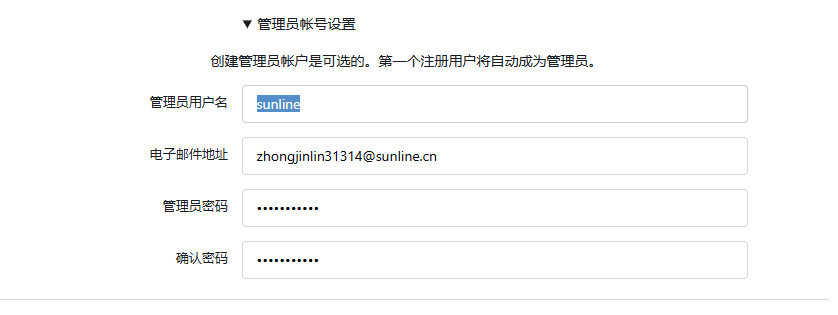 ▼ 管理员帐号设置
创建管理员帐户是可选的。第一个注册用户将自动成为管理员。
管理员用户名 sunline
电子邮件地址 zhongjinlin31314@sunline.cn
管理员密码 •••••••••••
确认密码 •••••••••••